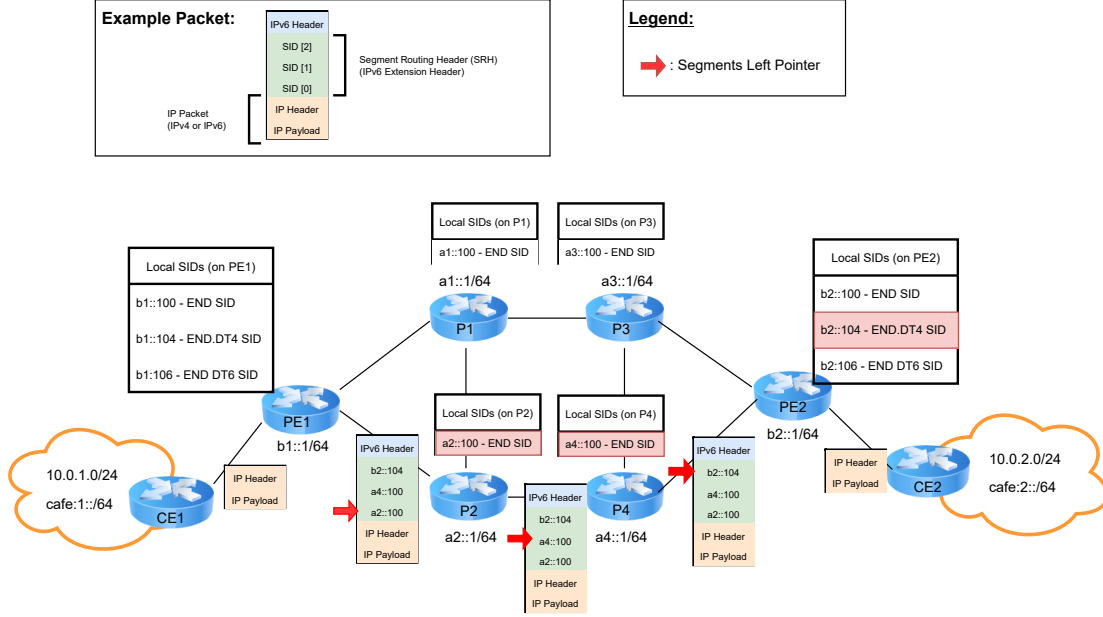 Example Packet:
IPv6 Header
SID [2]
SID [1]
SID [0]
IP Header
IP Payload
Segment Routing Header (SRH)
(IPv6 Extension Header)
IP Packet
(IPv4 or IPv6)
Legend:
: Segments Left Pointer
Local SIDs (on PE1)
b1::100 - END SID
b1::104 - END.DT4 SID
b1:106 - END DT6 SID
Local SIDs (on P1)
a1::100 - END SID
a1::1/64
P1
Local SIDs (on P3)
a3::100 - END SID
a3::1/64
P3
Local SIDs (on PE2)
b2::100 - END SID
b2::104 - END.DT4 SID
b2:106 - END DT6 SID
PE1
b1::1/64
Local SIDs (on P2)
a2::100 - END SID
P2
a2::1/64
Local SIDs (on P4)
a4::100 - END SID
P4
a4::1/64
PE2
b2::1/64
10.0.1.0/24
cafe:1::/64
CE1
IP Header
IP Payload
IPv6 Header
b2::104
a4::100
a2::100
IP Header
IP Payload
IPv6 Header
b2::104
a4::100
a2::100
IP Header
IP Payload
IPv6 Header
b2::104
a4::100
a2::100
IP Header
IP Payload
IP Header
IP Payload
CE2
10.0.2.0/24
cafe:2::/64